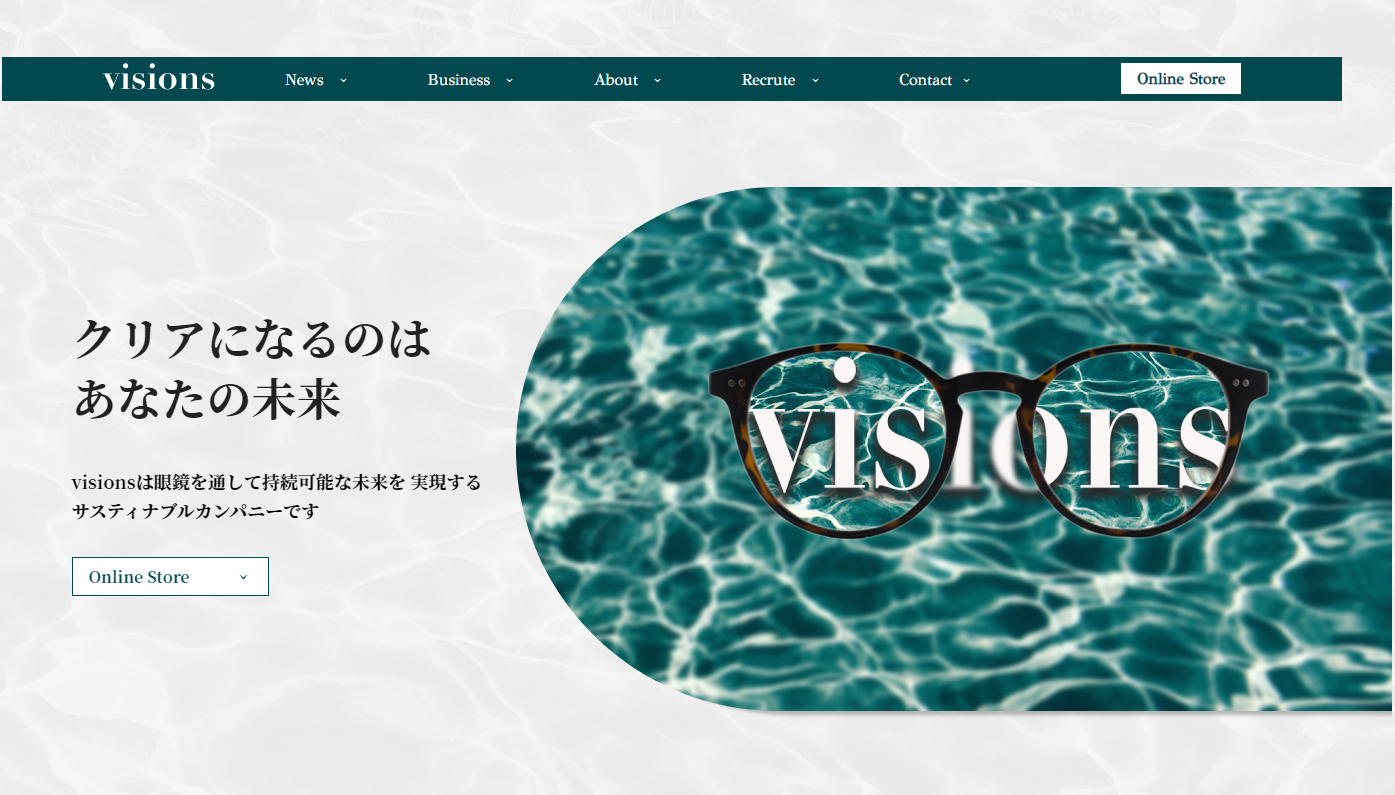 visions
News
Business
About
Recrute
Contact
Online Store
クリアになるのは
あなたの未来
visionsは眼鏡を通して持続可能な未来を 実現する
サスティナブルカンパニーです
Online Store
visions